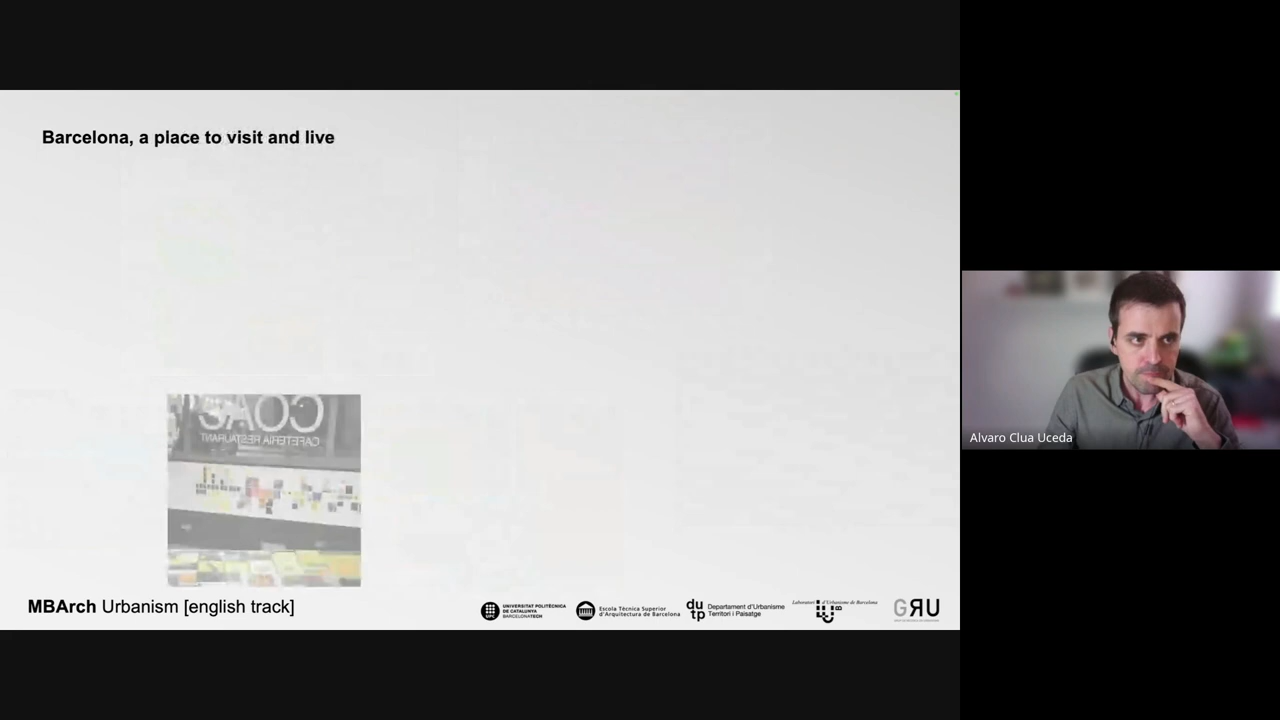 Barcelona, a place to visit and live
COAC
CAFETERIA RESTAURANT
MBArch Urbanism [english track]
UPC
UNIVERSITAT POLITÈCNICA
DE CATALUNYA
BARCELONATECH
Escola Tècnica Superior
d'Arquitectura de Barcelona
du
tp
Departament d'Urbanisme
Territori i Paisatge
Laboratori d'Urbanisme de Barcelona
LUB
GRU
Alvaro Clua Uceda